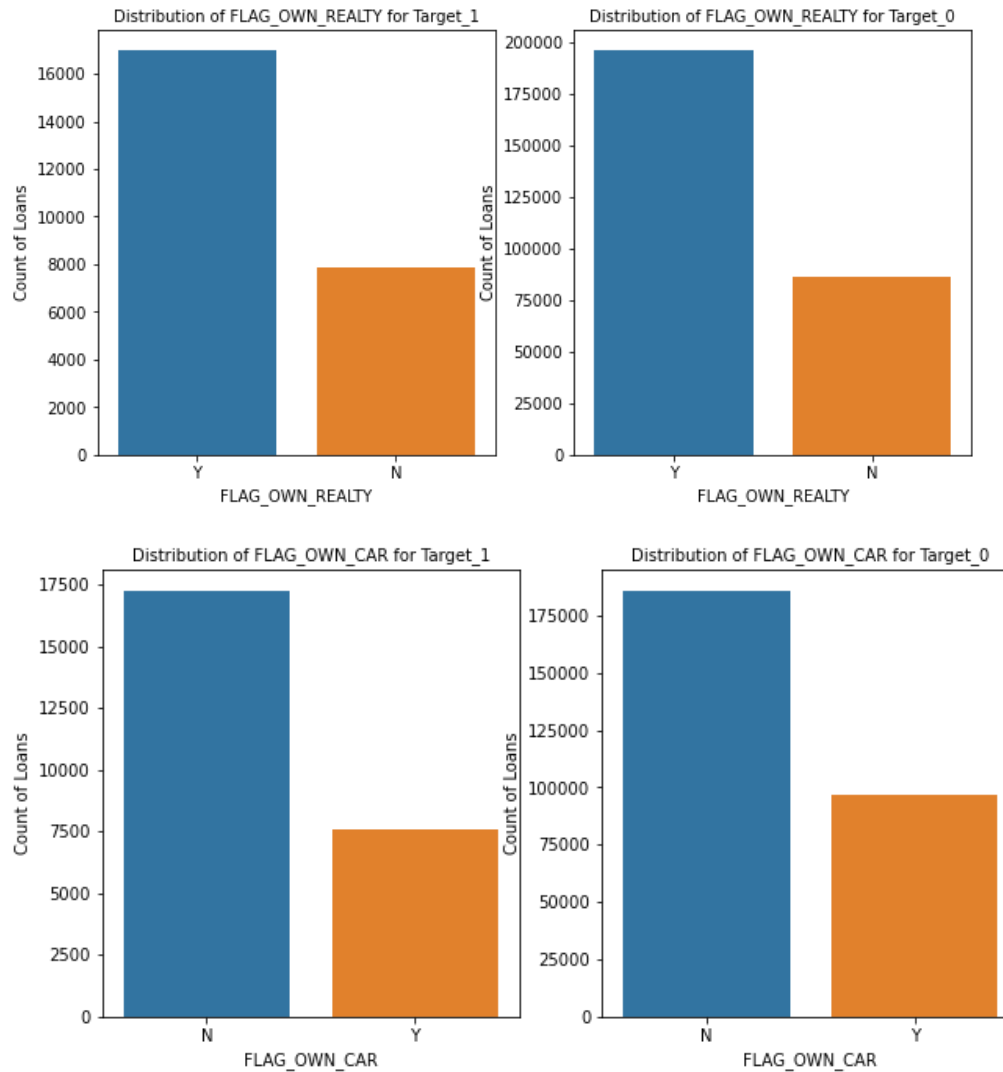 Distribution of FLAG_OWN_REALTY for Target_1
16000
14000
12000
10000
8000
6000
4000
2000
0
Count of Loans
Y
N
FLAG_OWN_REALTY
Distribution of FLAG_OWN_REALTY for Target_0
200000
175000
150000
125000
100000
75000
50000
25000
0
Count of Loans
Y
N
FLAG_OWN_REALTY
Distribution of FLAG_OWN_CAR for Target_1
17500
15000
12500
10000
7500
5000
2500
0
Count of Loans
N
Y
FLAG_OWN_CAR
Distribution of FLAG_OWN_CAR for Target_0
175000
150000
125000
100000
75000
50000
25000
0
Count of Loans
N
Y
FLAG_OWN_CAR